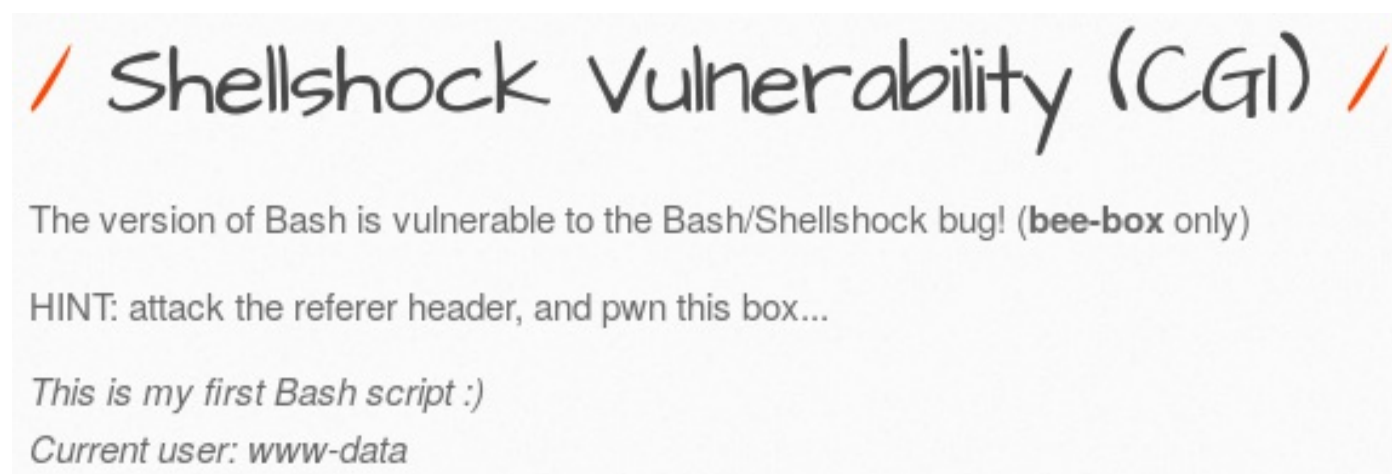 / Shellshock Vulnerability (CGI) /
The version of Bash is vulnerable to the Bash/Shellshock bug! (bee-box only)
HINT: attack the referer header, and pwn this box...
This is my first Bash script :)
Current user: www-data